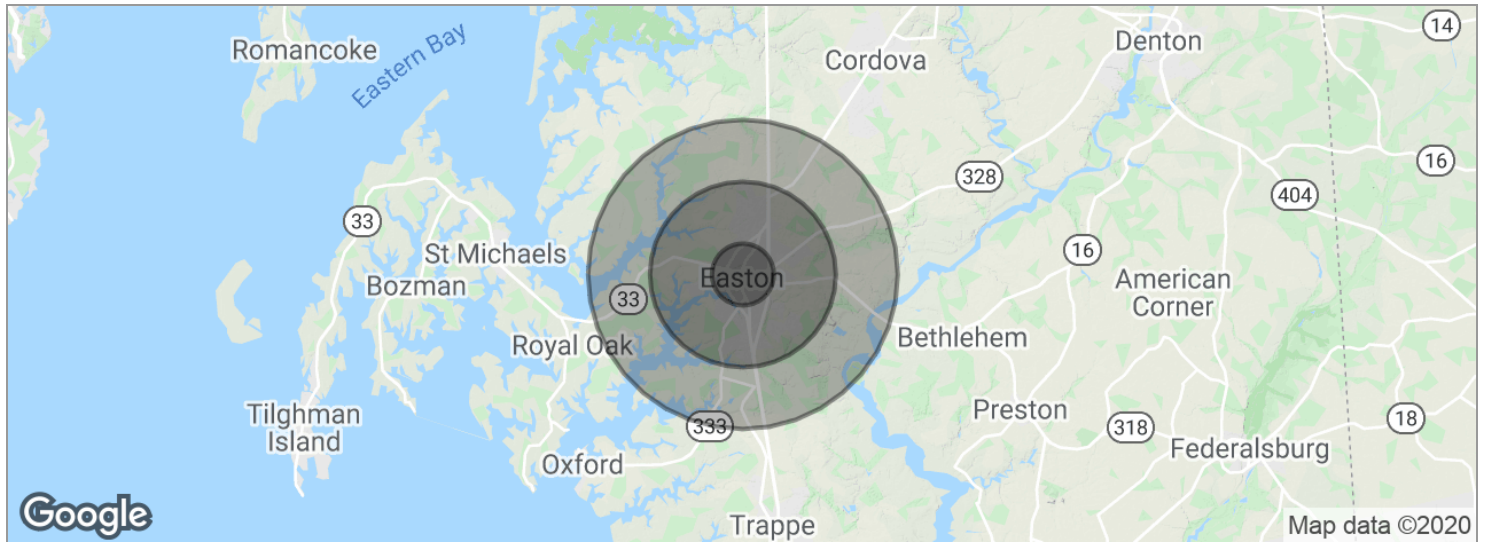 Romancoke
Eastern Bay
Cordova
Denton
14
16
328
404
33
St Michaels
16
Bozman
Easton
American
Corner
33
Royal Oak
Bethlehem
Tilghman
Island
333
Preston
318
18
Federalsburg
Oxford
Trappe
Google
Map data ©2020